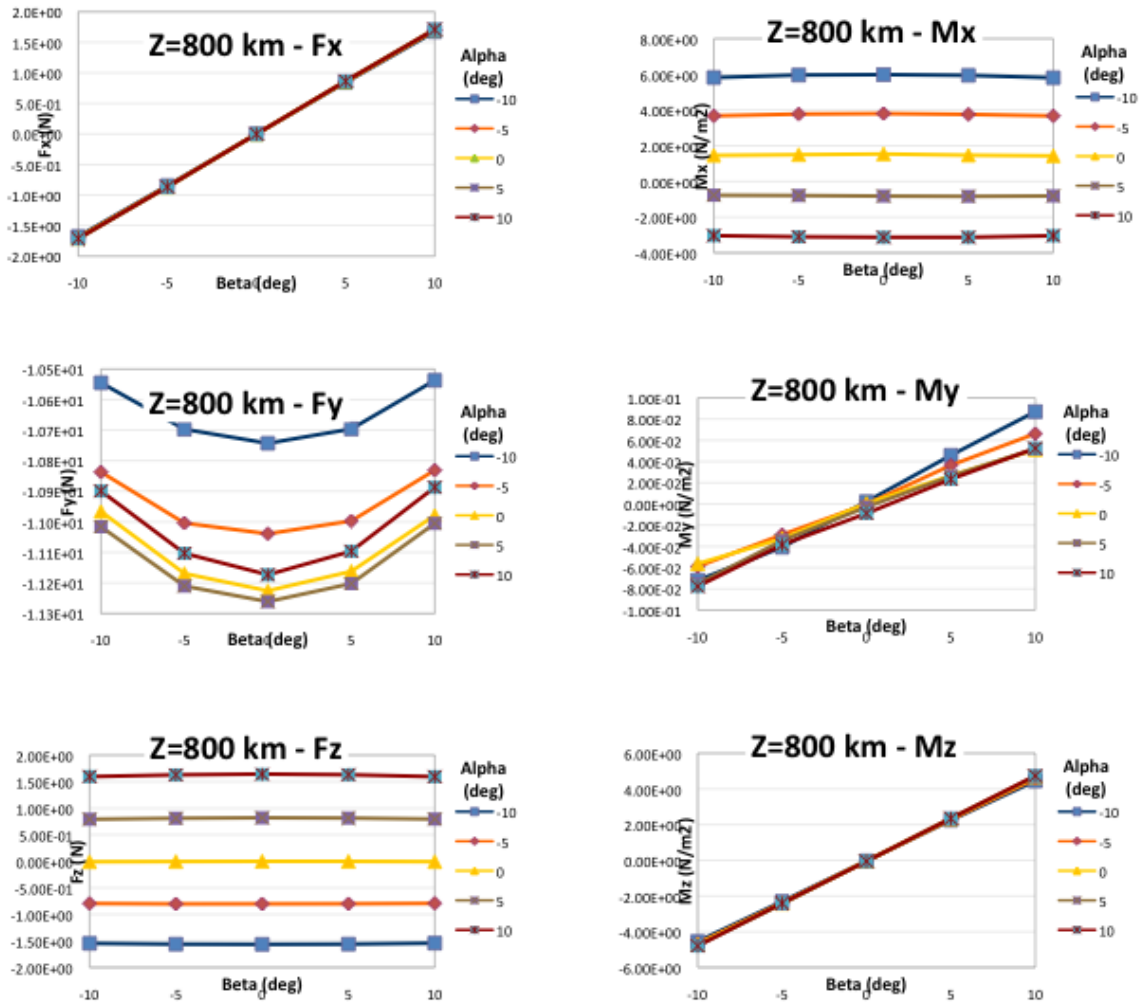 Z=800 km - Fx
2.0E+00
1.5E+00
1.0E+00
5.0E-01
0.0E+00
-5.0E-01
-1.0E+00
-1.5E+00
-2.0E+00
Fx (N)
-10 -5 0 5 10
Beta (deg)
Alpha
(deg)
-10
-5
0
5
10
Z=800 km - Mx
8.00E+00
6.00E+00
4.00E+00
2.00E+00
0.00E+00
-2.00E+00
-4.00E+00
Mx (N/m2)
-10 -5 0 5 10
Beta (deg)
Alpha
(deg)
-10
-5
0
5
10
Z=800 km - Fy
-1.05E+01
-1.06E+01
-1.07E+01
-1.08E+01
-1.09E+01
-1.10E+01
-1.11E+01
-1.12E+01
-1.13E+01
Fy (N)
-10 -5 0 5 10
Beta (deg)
Alpha
(deg)
-10
-5
0
5
10
Z=800 km - My
1.00E-01
8.00E-02
6.00E-02
4.00E-02
2.00E-02
0.00E+00
-2.00E-02
-4.00E-02
-6.00E-02
-8.00E-02
-1.00E-01
My (N/m2)
-10 -5 0 5 10
Beta (deg)
Alpha
(deg)
-10
-5
0
5
10
Z=800 km - Fz
2.00E+00
1.50E+00
1.00E+00
5.00E-01
0.00E+00
-5.00E-01
-1.00E+00
-1.50E+00
-2.00E+00
Fz (N)
-10 -5 0 5 10
Beta (deg)
Alpha
(deg)
-10
-5
0
5
10
Z=800 km - Mz
6.00E+00
4.00E+00
2.00E+00
0.00E+00
-2.00E+00
-4.00E+00
-6.00E+00
Mz (N/m2)
-10 -5 0 5 10
Beta (deg)
Alpha
(deg)
-10
-5
0
5
10